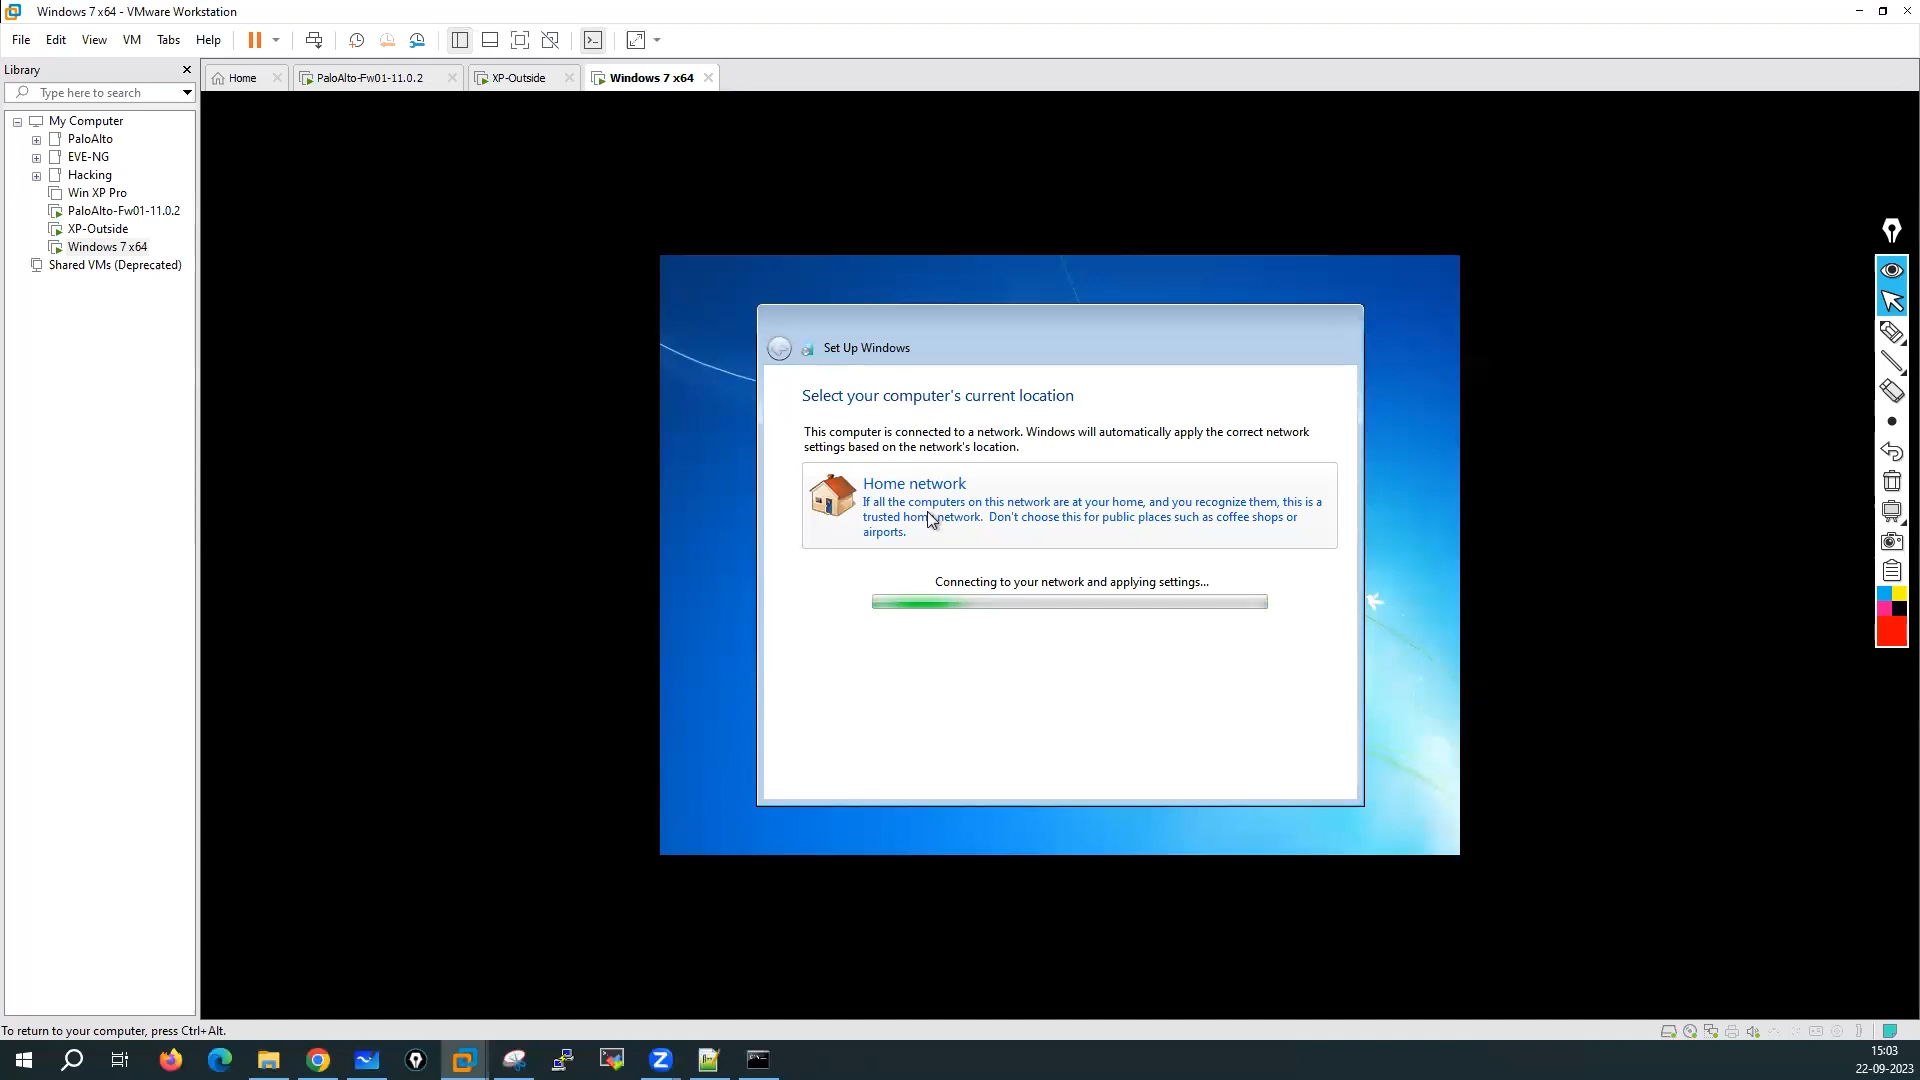 Windows 7 x64 - VMware Workstation
File Edit View VM Tabs Help
Library
Type here to search
Home
PaloAlto-Fw01-11.0.2
XP-Outside
Windows 7 x64
My Computer
PaloAlto
EVE-NG
Hacking
Win XP Pro
PaloAlto-Fw01-11.0.2
XP-Outside
Windows 7 x64
Shared VMs (Deprecated)
Set Up Windows
Select your computer's current location
This computer is connected to a network. Windows will automatically apply the correct network
settings based on the network's location.
Home network
If all the computers on this network are at your home, and you recognize them, this is a
trusted home network. Don't choose this for public places such as coffee shops or
airports.
Connecting to your network and applying settings...
To return to your computer, press Ctrl+Alt.
15:03
22-09-2023